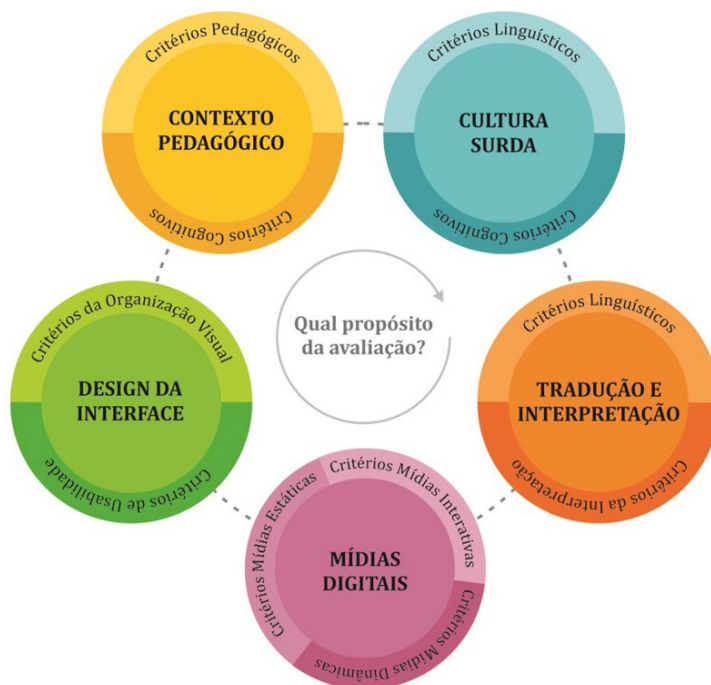 Critérios Pedagógicos
CONTEXTO
PEDAGÓGICO
Critérios Cognitivos
Critérios Linguísticos
CULTURA
SURDA
Critérios Cognitivos
Qual propósito
da avaliação?
Critérios da Organização Visual
DESIGN DA
INTERFACE
Critérios de Usabilidade
Critérios Linguísticos
TRADUÇÃO E
INTERPRETAÇÃO
Critérios da Interpretação
Critérios Mídias Estáticas
Critérios Mídias Interativas
MÍDIAS
DIGITAIS
Critérios Mídias Dinâmicas